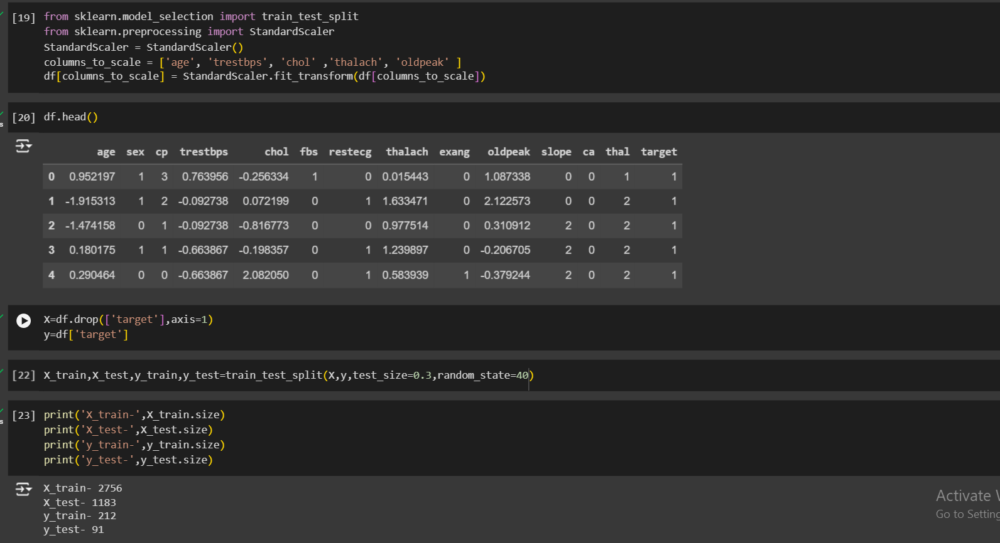 [19] from sklearn.model_selection import train_test_split
from sklearn.preprocessing import StandardScaler
StandardScaler = StandardScaler()
columns_to_scale = ['age', 'trestbps', 'chol' ,'thalach', 'oldpeak' ]
df[columns_to_scale] = StandardScaler.fit_transform(df[columns_to_scale])
s [20] df.head()
age sex cp trestbps chol fbs restecg thalach exang oldpeak slope ca thal target
0 0.952197 1 3 0.763956 -0.256334 1 0 0.015443 0 1.087338 0 0 1 1
1 -1.915313 1 2 -0.092738 0.072199 0 1 1.633471 0 2.122573 0 0 2 1
2 -1.474158 0 1 -0.092738 -0.816773 0 0 0.977514 0 0.310912 2 0 2 1
3 0.180175 1 1 -0.663867 -0.198357 0 1 1.239897 0 -0.206705 2 0 2 1
4 0.290464 0 0 -0.663867 2.082050 0 1 0.583939 1 -0.379244 2 0 2 1
X=df.drop(['target'],axis=1)
y=df['target']
[22] X_train,X_test,y_train,y_test=train_test_split(X,y,test_size=0.3,random_state=40)
s [23] print('X_train-',X_train.size)
print('X_test-',X_test.size)
print('y_train-',y_train.size)
print('y_test-',y_test.size)
X_train- 2756
X_test- 1183
y_train- 212
y_test- 91
Activate
Go to Setting